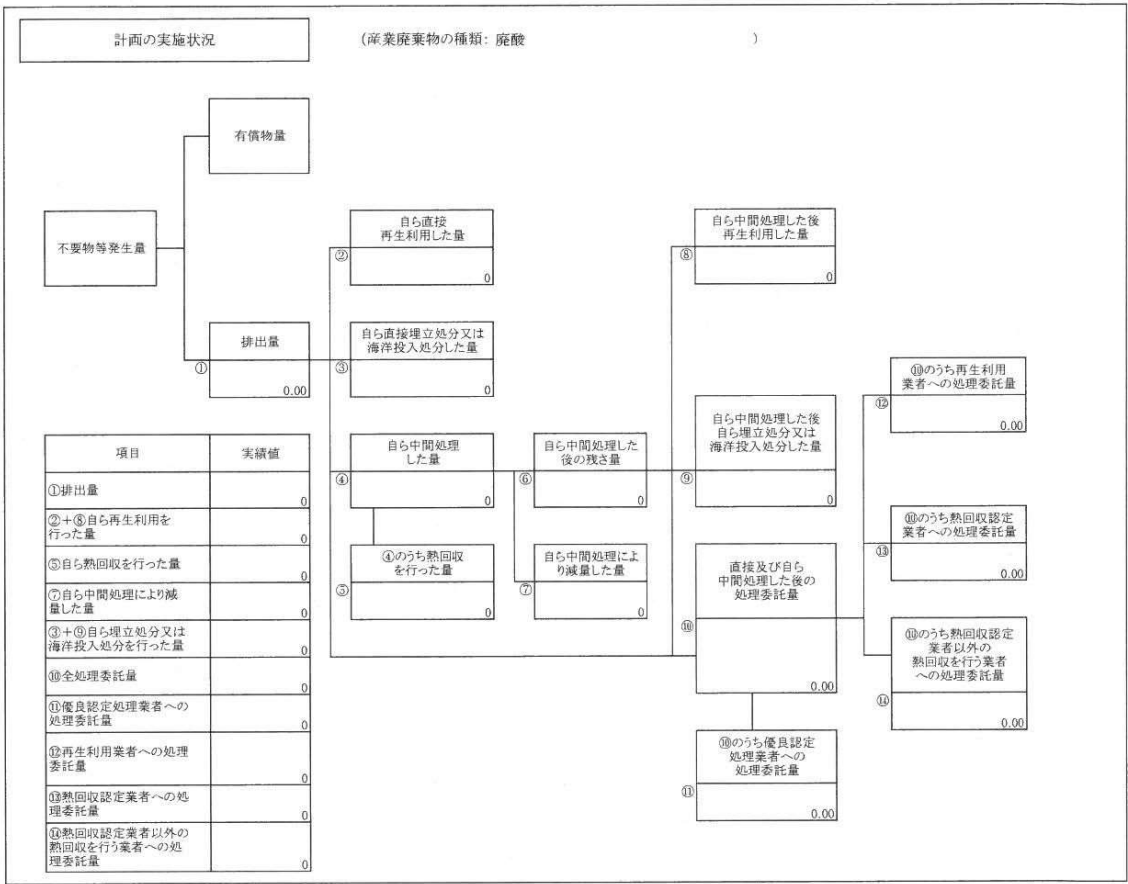 計画の実施状況
(産業廃棄物の種類: 廃酸 )
有償物量
不要物等発生量
排出量
①
0.00
自ら直接
再生利用した量
②
0
自ら直接埋立処分又は
海洋投入処分した量
③
0
自ら中間処理
した量
④
0
④のうち熱回収
を行った量
⑤
0
自ら中間処理した
後の残さ量
⑥
0
自ら中間処理によ
り減量した量
⑦
0
自ら中間処理した後
再生利用した量
⑧
0
自ら中間処理した後
自ら埋立処分又は
海洋投入処分した量
⑨
0
直接及び自ら
中間処理した後の
処理委託量
⑩
0.00
⑩のうち優良認定
処理業者への
処理委託量
⑪
0.00
⑩のうち再生利用
業者への処理委託量
⑫
0.00
⑩のうち熱回収認定
業者への処理委託量
⑬
0.00
⑩のうち熱回収認定
業者以外の
熱回収を行う業者
への処理委託量
⑭
0.00
項目 実績値
①排出量
0
②+⑧自ら再生利用を
行った量
0
⑤自ら熱回収を行った量
0
⑦自ら中間処理により減
量した量
0
③+⑨自ら埋立処分又は
海洋投入処分を行った量
0
⑩全処理委託量
0
⑪優良認定処理業者への
処理委託量
0
⑫再生利用業者への処理
委託量
0
⑬熱回収認定業者への処
理委託量
0
⑭熱回収認定業者以外の
熱回収を行う業者への処
理委託量
0